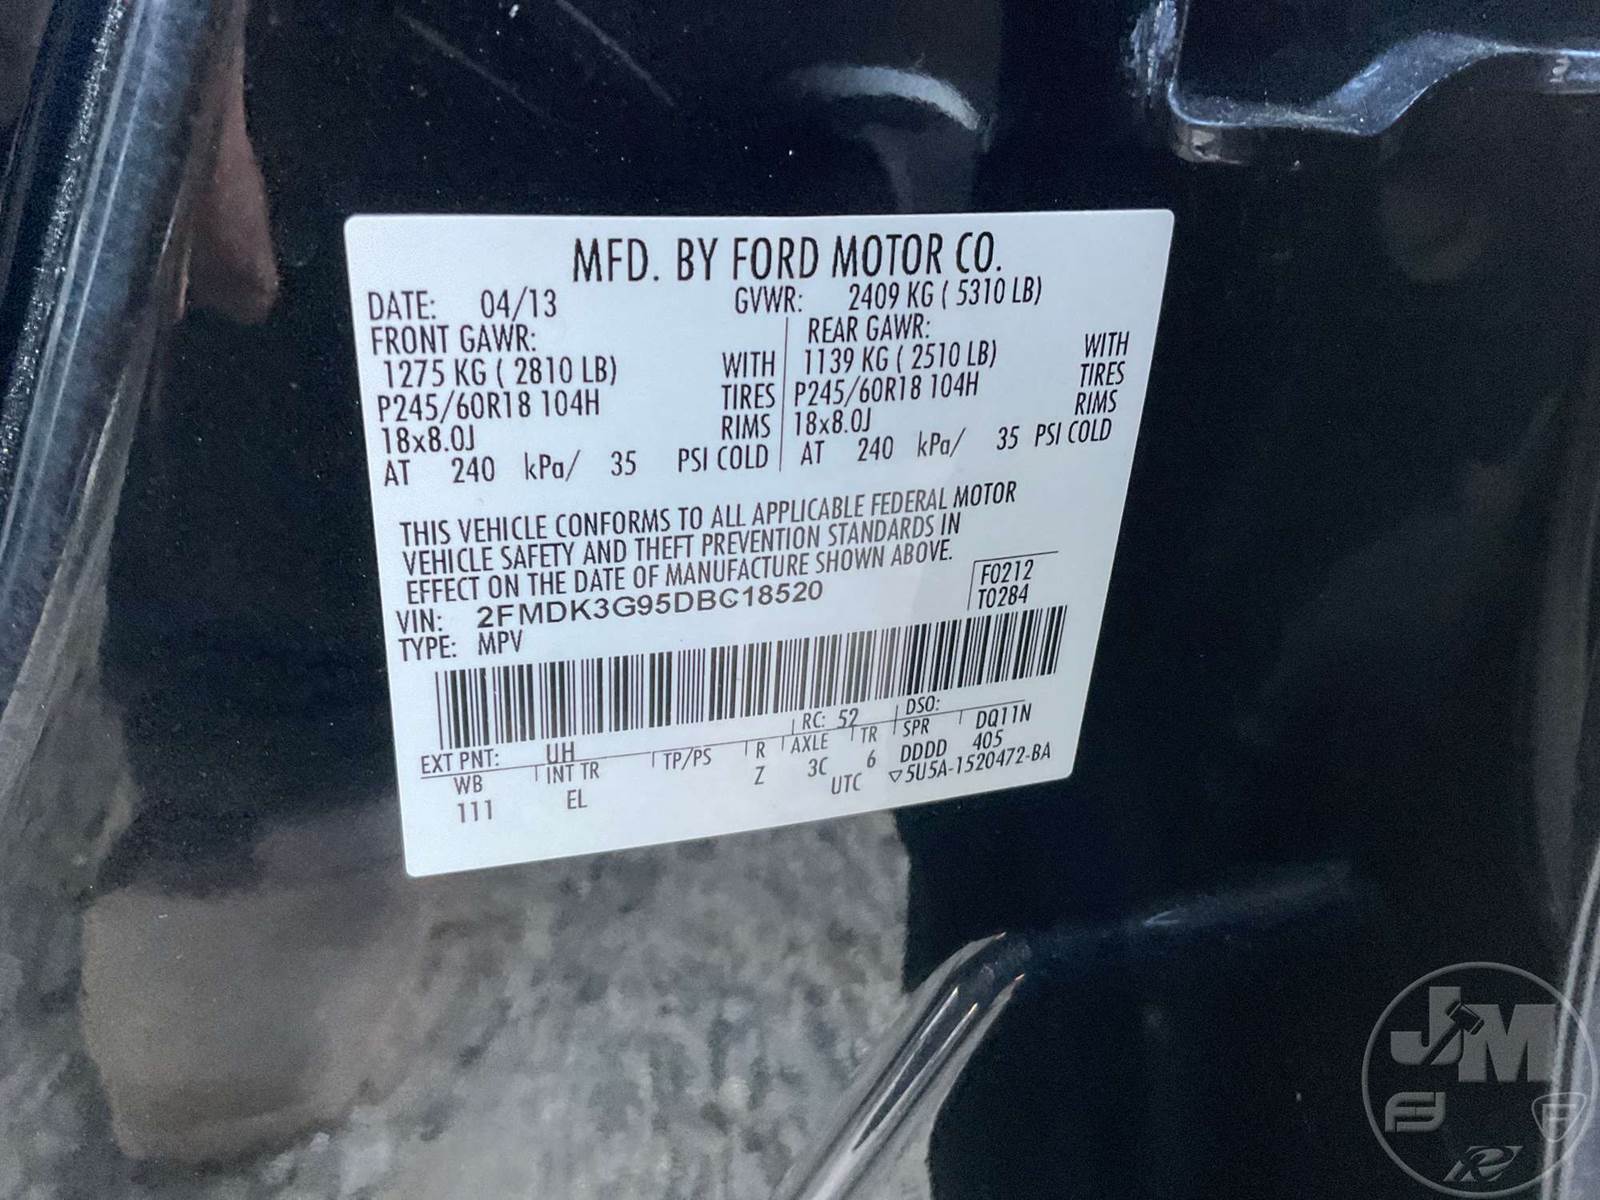 MFD. BY FORD MOTOR CO.
DATE: 04/13 GVWR: 2409 KG ( 5310 LB)
FRONT GAWR: REAR GAWR:
1275 KG ( 2810 LB) WITH 1139 KG ( 2510 LB) WITH
P245/60R18 104H TIRES P245/60R18 104H TIRES
18x8.0J RIMS 18x8.0J RIMS
AT 240 kPa/ 35 PSI COLD AT 240 kPa/ 35 PSI COLD
THIS VEHICLE CONFORMS TO ALL APPLICABLE FEDERAL MOTOR
VEHICLE SAFETY AND THEFT PREVENTION STANDARDS IN
EFFECT ON THE DATE OF MANUFACTURE SHOWN ABOVE.
VIN: 2FMDK3G95DBC18520 F0212
TYPE: MPV T0284
EXT PNT: UH RC: 52 DSO:
WB INT TR TP/PS R AXLE TR SPR DQ11N
111 EL Z 3C 6 DDDD 405
UTC ▽5U5A-1520472-BA
JM